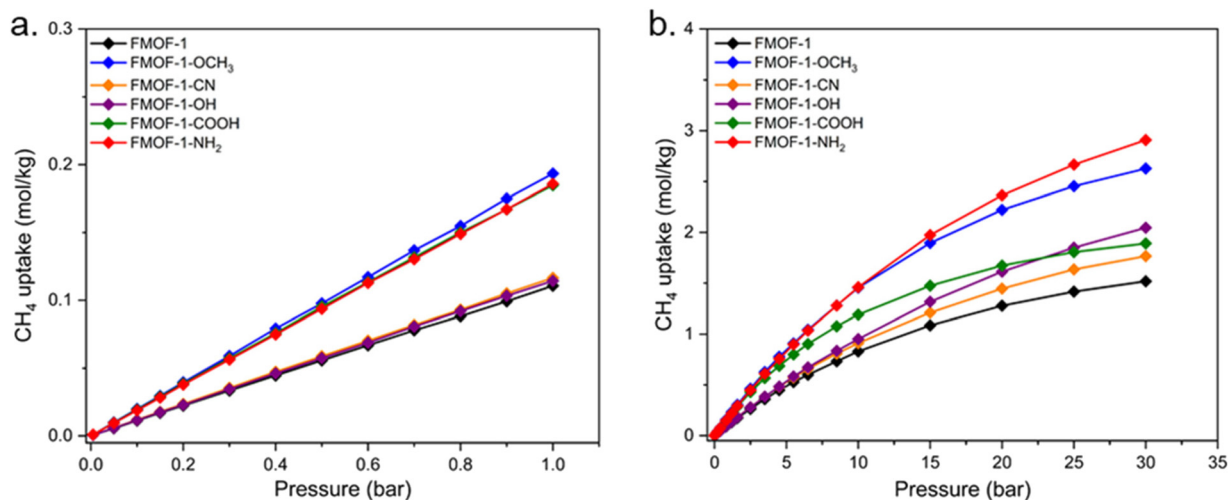 a.
0.3
0.2
0.1
0.0
CH₄ uptake (mol/kg)
FMOF-1
FMOF-1-OCH₃
FMOF-1-CN
FMOF-1-OH
FMOF-1-COOH
FMOF-1-NH₂
0.0 0.2 0.4 0.6 0.8 1.0
Pressure (bar)
b.
4
3
2
1
0
CH₄ uptake (mol/kg)
FMOF-1
FMOF-1-OCH₃
FMOF-1-CN
FMOF-1-OH
FMOF-1-COOH
FMOF-1-NH₂
0 5 10 15 20 25 30 35
Pressure (bar)